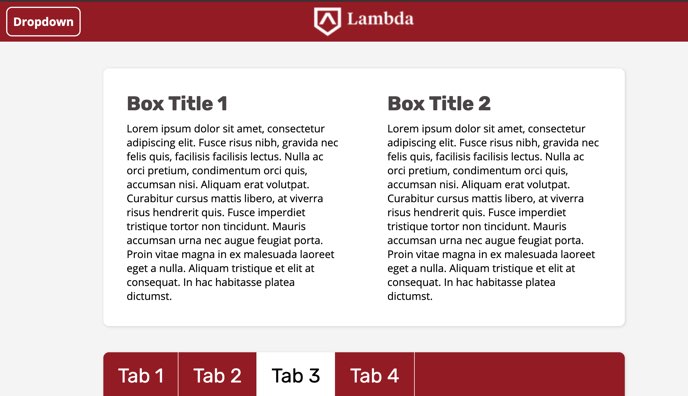 Dropdown
Lambda
Box Title 1
Lorem ipsum dolor sit amet, consectetur
adipiscing elit. Fusce risus nibh, gravida nec
felis quis, facilisis facilisis lectus. Nulla ac
orci pretium, condimentum orci quis,
accumsan nisi. Aliquam erat volutpat.
Curabitur cursus mattis libero, at viverra
risus hendrerit quis. Fusce imperdiet
tristique tortor non tincidunt. Mauris
accumsan urna nec augue feugiat porta.
Proin vitae magna in ex malesuada laoreet
eget a nulla. Aliquam tristique et elit at
consequat. In hac habitasse platea
dictumst.
Box Title 2
Lorem ipsum dolor sit amet, consectetur
adipiscing elit. Fusce risus nibh, gravida nec
felis quis, facilisis facilisis lectus. Nulla ac
orci pretium, condimentum orci quis,
accumsan nisi. Aliquam erat volutpat.
Curabitur cursus mattis libero, at viverra
risus hendrerit quis. Fusce imperdiet
tristique tortor non tincidunt. Mauris
accumsan urna nec augue feugiat porta.
Proin vitae magna in ex malesuada laoreet
eget a nulla. Aliquam tristique et elit at
consequat. In hac habitasse platea
dictumst.
Tab 1
Tab 2
Tab 3
Tab 4